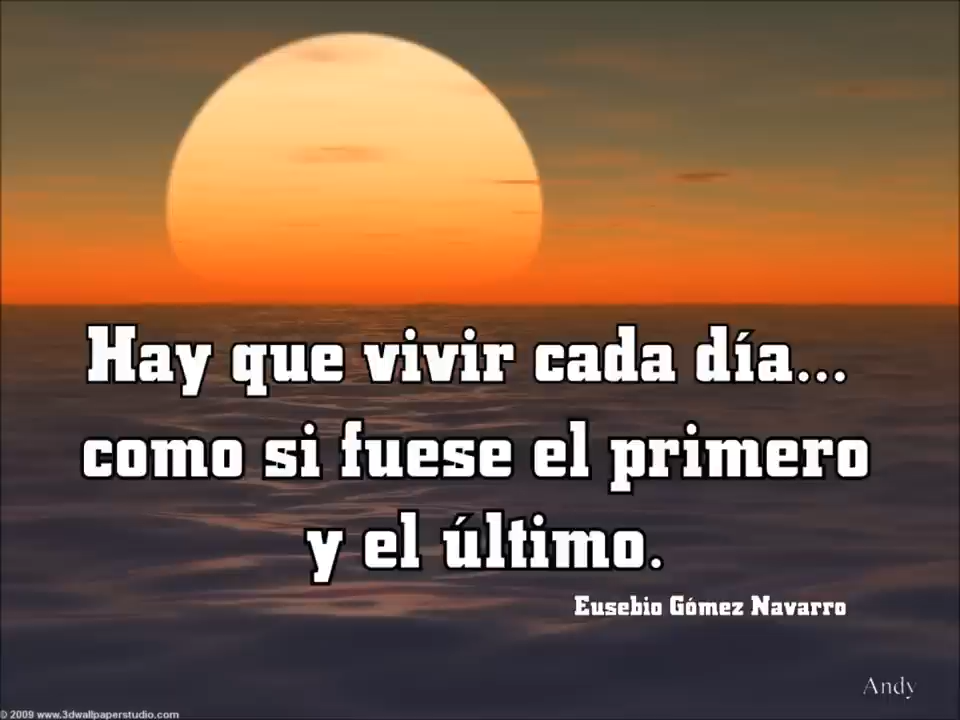 Hay que vivir cada día...
como si fuese el primero
y el último.
Eusebio Gómez Navarro
Andy
© 2009 www.3dwallpaperstudio.com